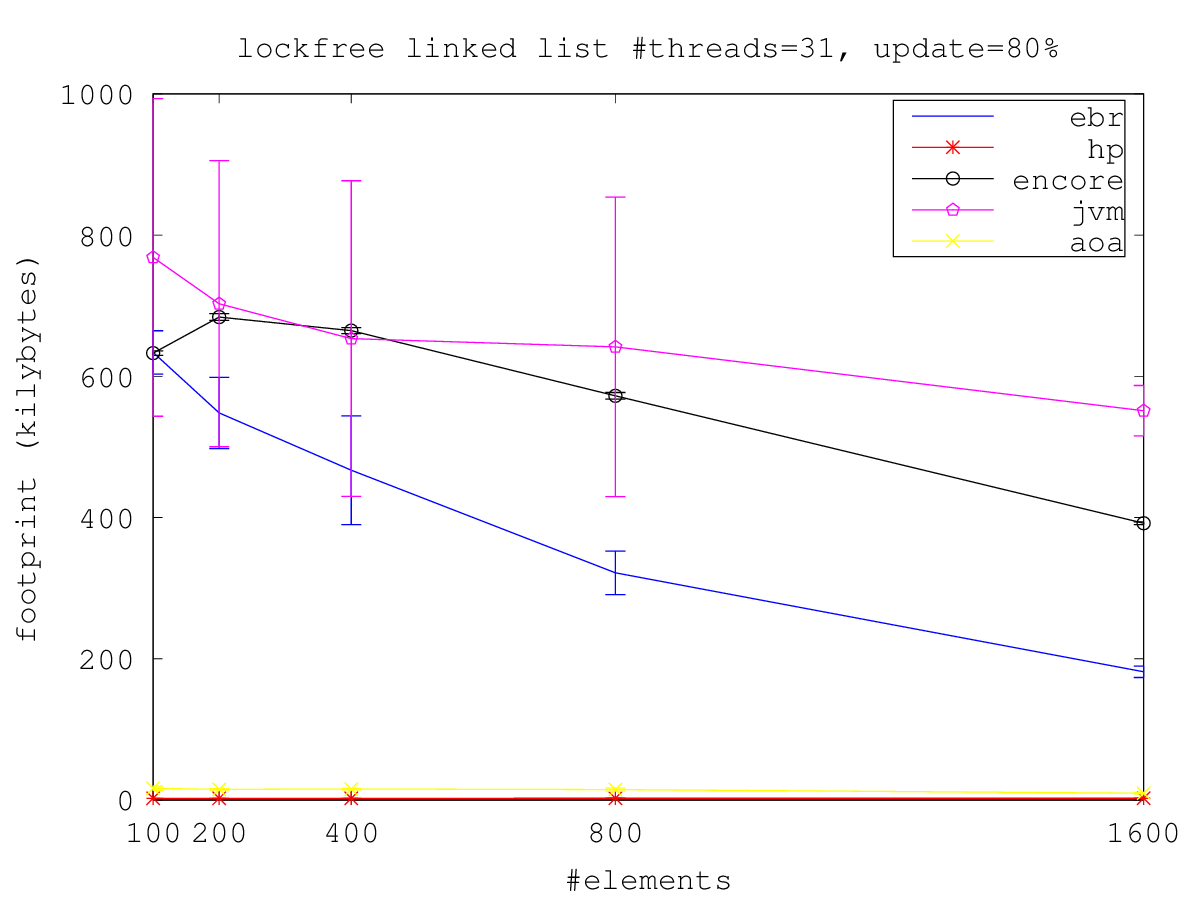 lockfree linked list #threads=31, update=80%
1000
800
600
400
200
0
footprint (kilybytes)
ebr
hp
encore
jvm
aoa
100 200 400 800 1600
#elements